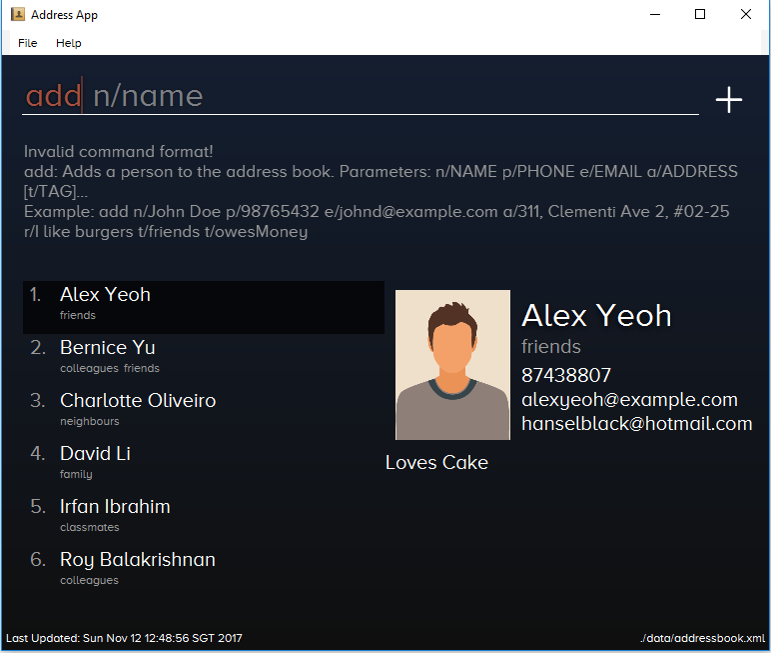 Address App
File Help
add n/name
Invalid command format!
add: Adds a person to the address book. Parameters: n/NAME p/PHONE e/EMAIL a/ADDRESS
[t/TAG]...
Example: add n/John Doe p/98765432 e/johnd@example.com a/311, Clementi Ave 2, #02-25
r/I like burgers t/friends t/owesMoney
1. Alex Yeoh
friends
2. Bernice Yu
colleagues friends
3. Charlotte Oliveiro
neighbours
4. David Li
family
5. Irfan Ibrahim
classmates
6. Roy Balakrishnan
colleagues
Alex Yeoh
friends
87438807
alexyeoh@example.com
hanselblack@hotmail.com
Loves Cake
Last Updated: Sun Nov 12 12:48:56 SGT 2017
./data/addressbook.xml